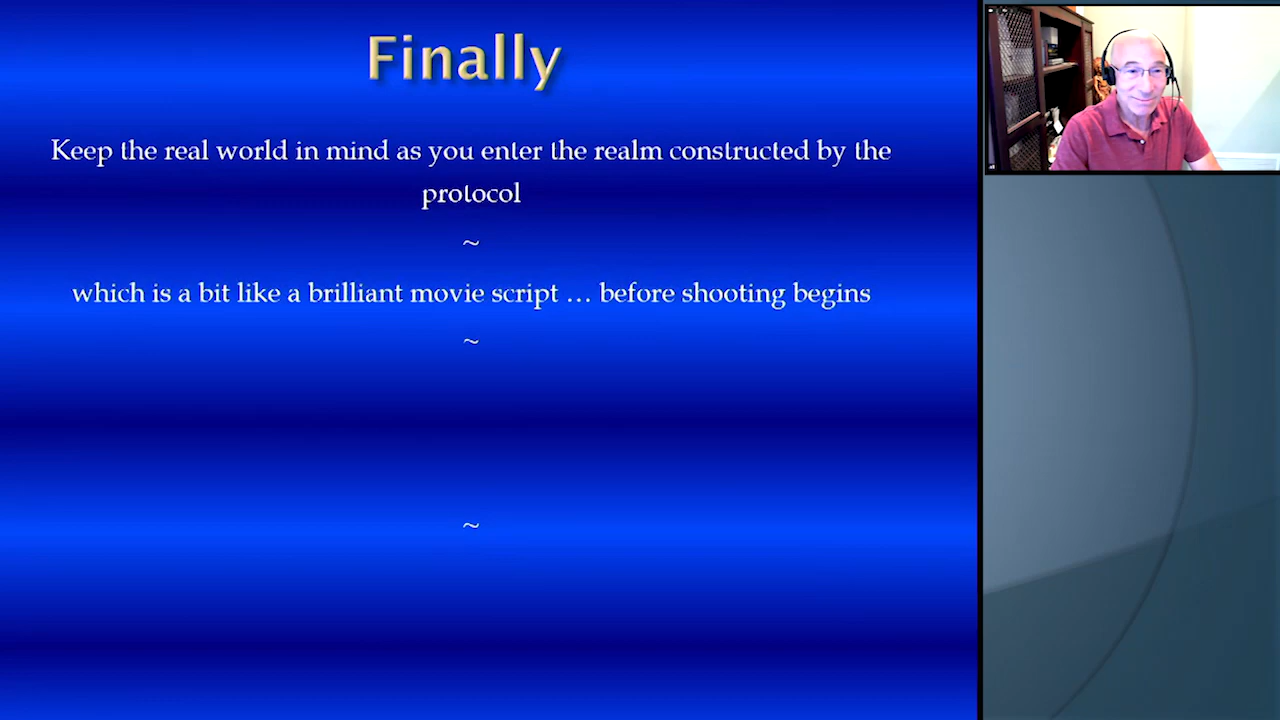 Finally
Keep the real world in mind as you enter the realm constructed by the
protocol
~
which is a bit like a brilliant movie script … before shooting begins
~
~